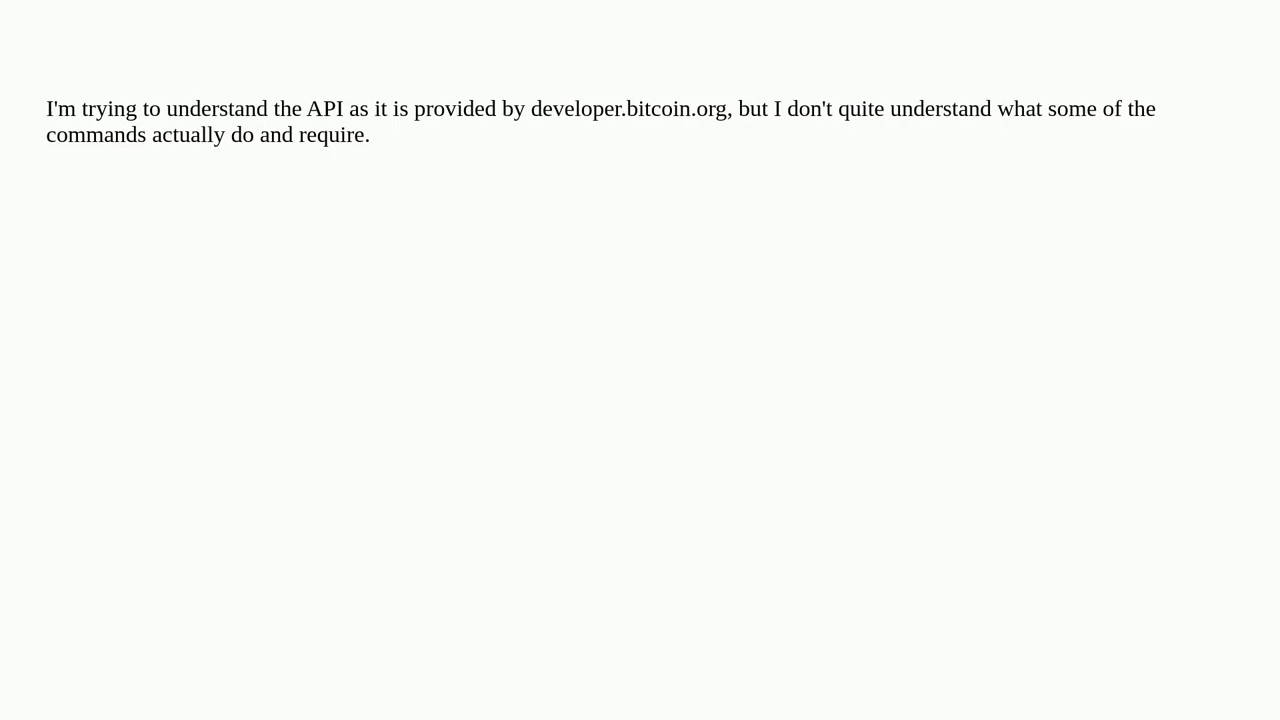 I'm trying to understand the API as it is provided by developer.bitcoin.org, but I don't quite understand what some of the
commands actually do and require.